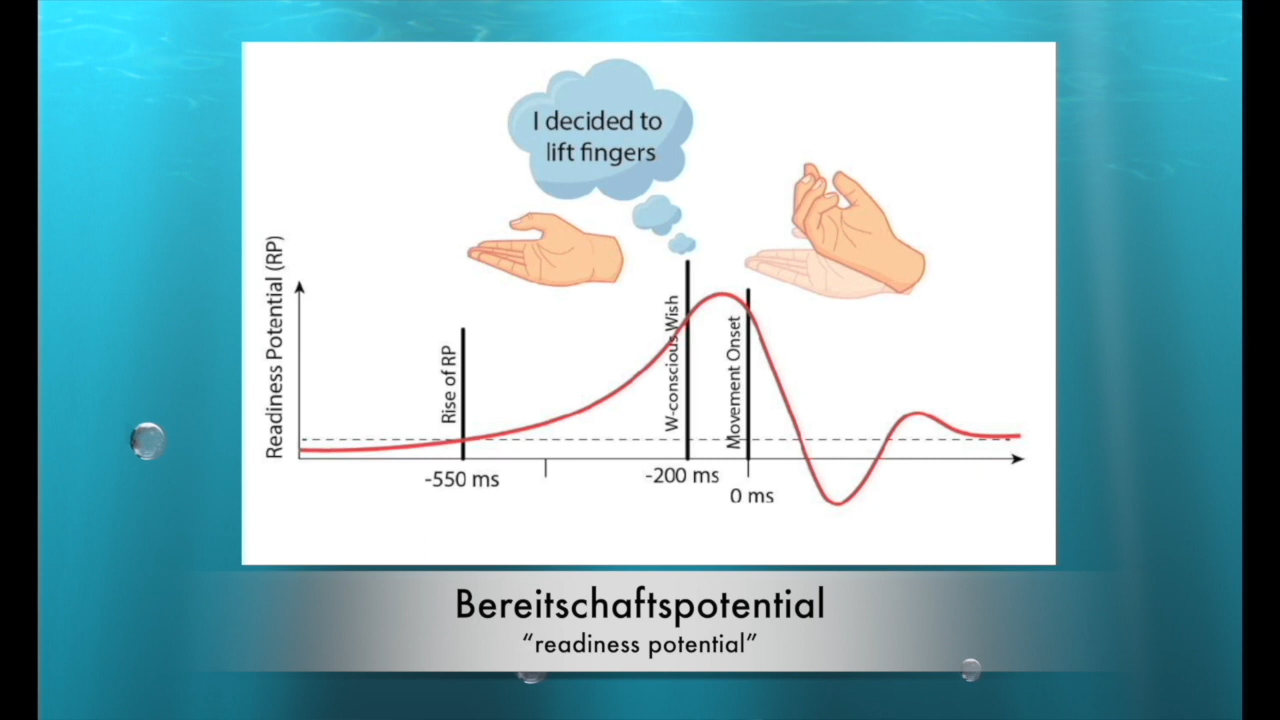 I decided to
lift fingers
Readiness Potential (RP)
Rise of RP
W-conscious Wish
Movement Onset
-550 ms
-200 ms
0 ms
Bereitschaftspotential
“readiness potential”